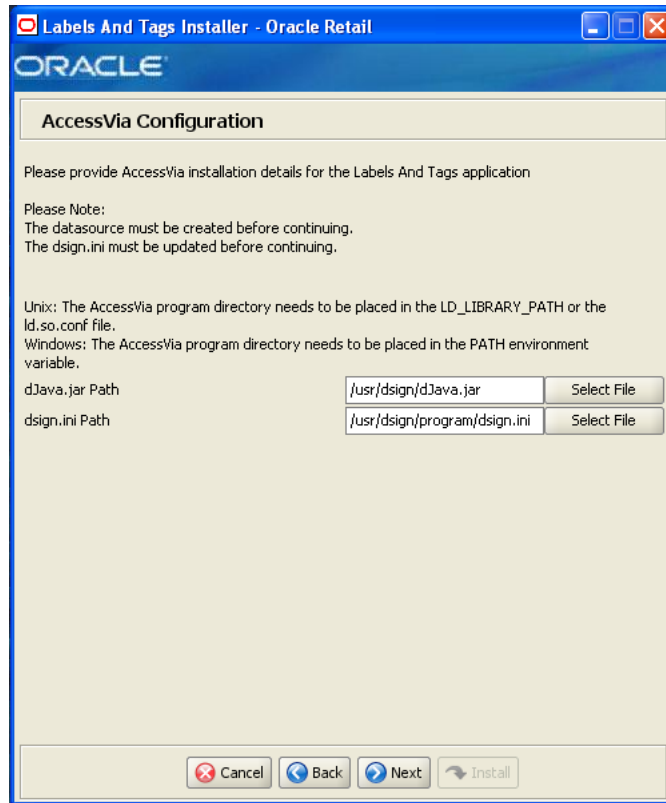 Labels And Tags Installer - Oracle Retail
ORACLE
AccessVia Configuration
Please provide AccessVia installation details for the Labels And Tags application
Please Note:
The datasource must be created before continuing.
The dsign.ini must be updated before continuing.
Unix: The AccessVia program directory needs to be placed in the LD_LIBRARY_PATH or the
ld.so.conf file.
Windows: The AccessVia program directory needs to be placed in the PATH environment
variable.
dJava.jar Path /usr/dsign/dJava.jar Select File
dsign.ini Path /usr/dsign/program/dsign.ini Select File
Cancel Back Next Install